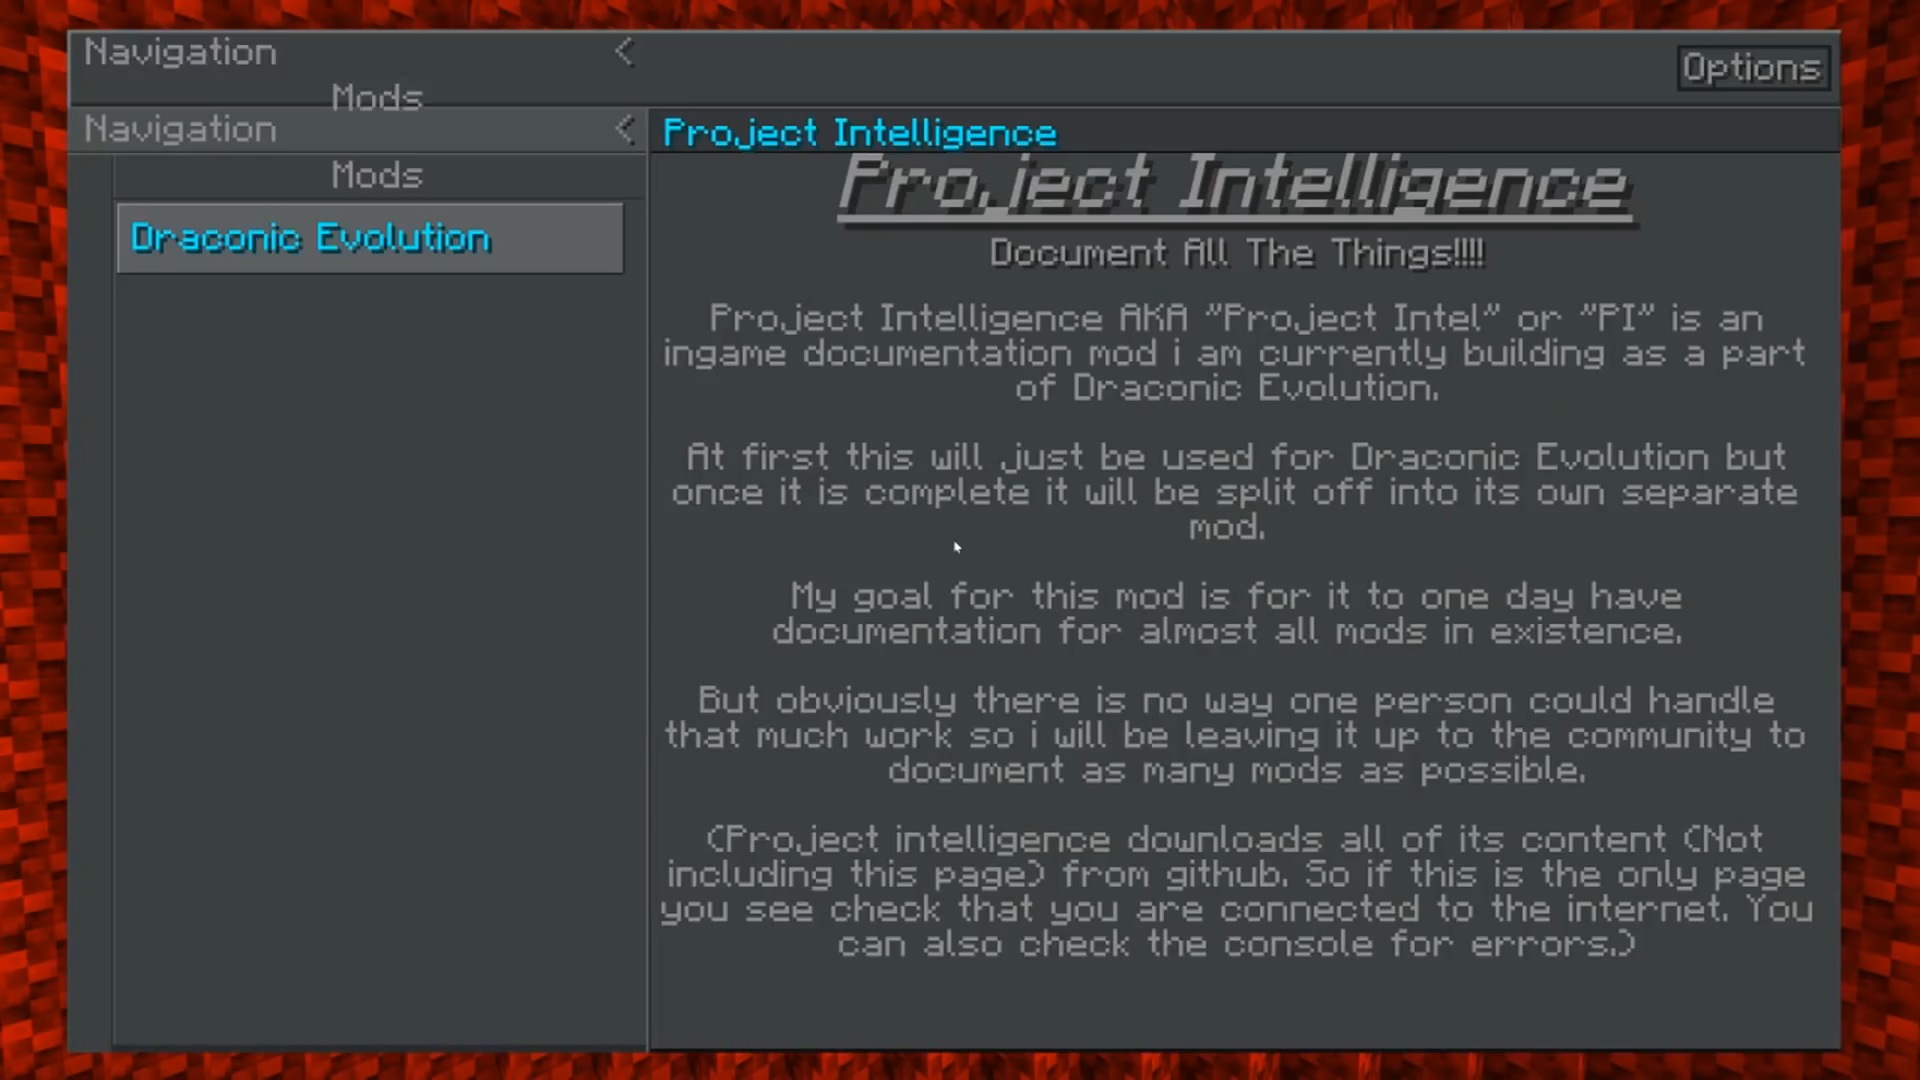 Navigation <
Options
Mods
Navigation <
Project Intelligence
Mods
Draconic Evolution
Project Intelligence
Document All The Things!!!!
Project Intelligence AKA "Project Intel" or "PI" is an
ingame documentation mod i am currently building as a part
of Draconic Evolution.
At first this will just be used for Draconic Evolution but
once it is complete it will be split off into its own separate
mod.
My goal for this mod is for it to one day have
documentation for almost all mods in existence.
But obviously there is no way one person could handle
that much work so i will be leaving it up to the community to
document as many mods as possible.
(Project intelligence downloads all of its content (Not
including this page) from github. So if this is the only page
you see check that you are connected to the internet. You
can also check the console for errors.)